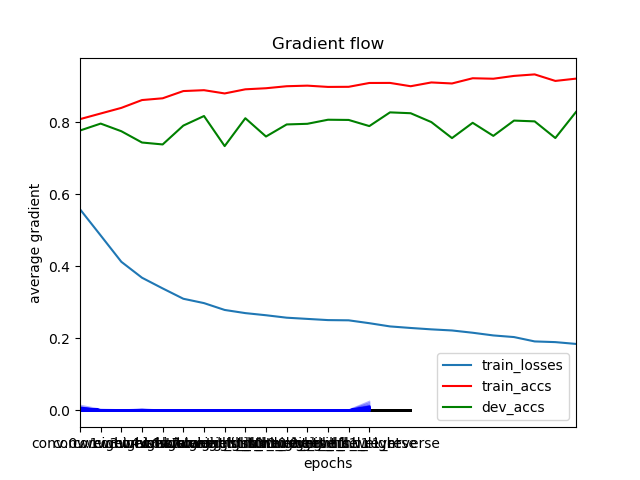 Gradient flow
average gradient
0.8
0.6
0.4
0.2
0.0
train_losses
train_accs
dev_accs
epochs